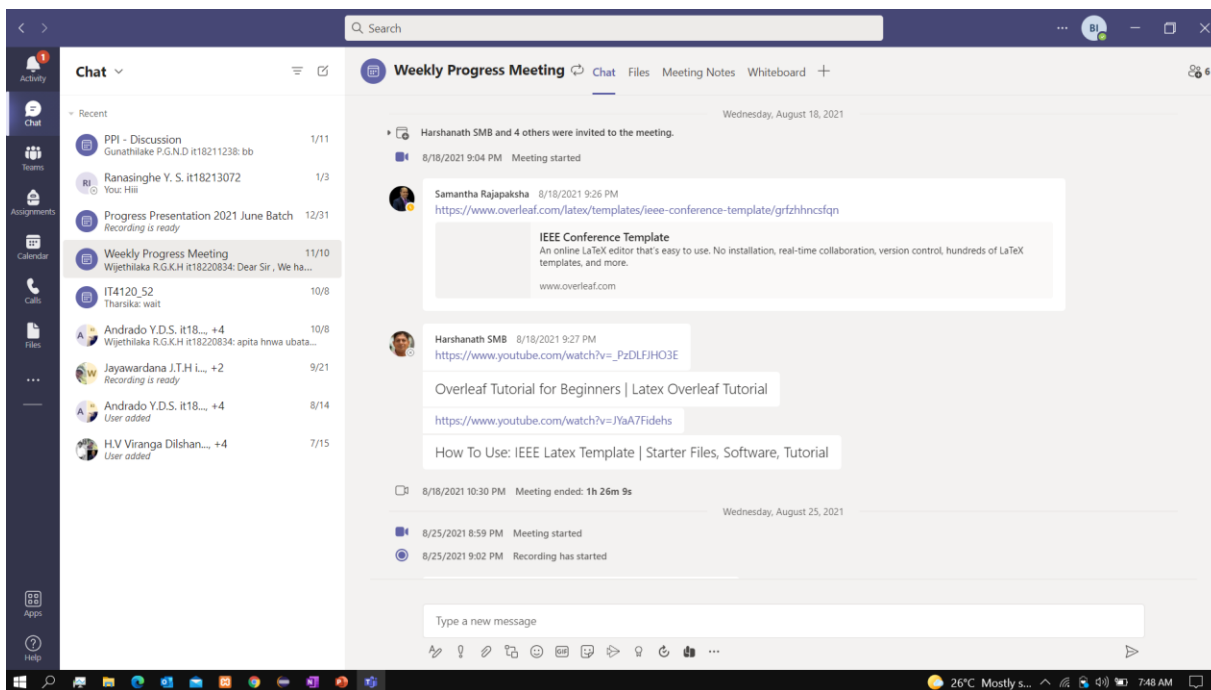 Search
BI
1
Activity
Chat
Teams
Assignments
Calendar
Calls
Files
Apps
Help
Chat
Recent
PPI - Discussion 1/11
Gunathilake P.G.N.D it18211238: bb
RI
Ranasinghe Y. S. it18213072 1/3
You: Hiii
Progress Presentation 2021 June Batch 12/31
Recording is ready
Weekly Progress Meeting 11/10
Wijethilaka R.G.K.H it18220834: Dear Sir , We ha...
IT4120_52 10/8
Tharsika: wait
A
Andrado Y.D.S. it18..., +4 10/8
Wijethilaka R.G.K.H it18220834: apita hnwa ubata...
W
Jayawardana J.T.H i..., +2 9/21
Recording is ready
A
Andrado Y.D.S. it18..., +4 8/14
User added
H.V Viranga Dilshan..., +4 7/15
User added
Weekly Progress Meeting Chat Files Meeting Notes Whiteboard 6
Wednesday, August 18, 2021
Harshanath SMB and 4 others were invited to the meeting.
8/18/2021 9:04 PM Meeting started
Samantha Rajapaksha 8/18/2021 9:26 PM
https://www.overleaf.com/latex/templates/ieee-conference-template/grfzhhncsfqn
IEEE Conference Template
An online LaTeX editor that's easy to use. No installation, real-time collaboration, version control, hundreds of LaTeX
templates, and more.
www.overleaf.com
Harshanath SMB 8/18/2021 9:27 PM
https://www.youtube.com/watch?v=_PzDLFJHO3E
Overleaf Tutorial for Beginners | Latex Overleaf Tutorial
https://www.youtube.com/watch?v=JYaA7Fidehs
How To Use: IEEE Latex Template | Starter Files, Software, Tutorial
8/18/2021 10:30 PM Meeting ended: 1h 26m 9s
Wednesday, August 25, 2021
8/25/2021 8:59 PM Meeting started
8/25/2021 9:02 PM Recording has started
Type a new message
GIF
26°C Mostly s... 7:48 AM